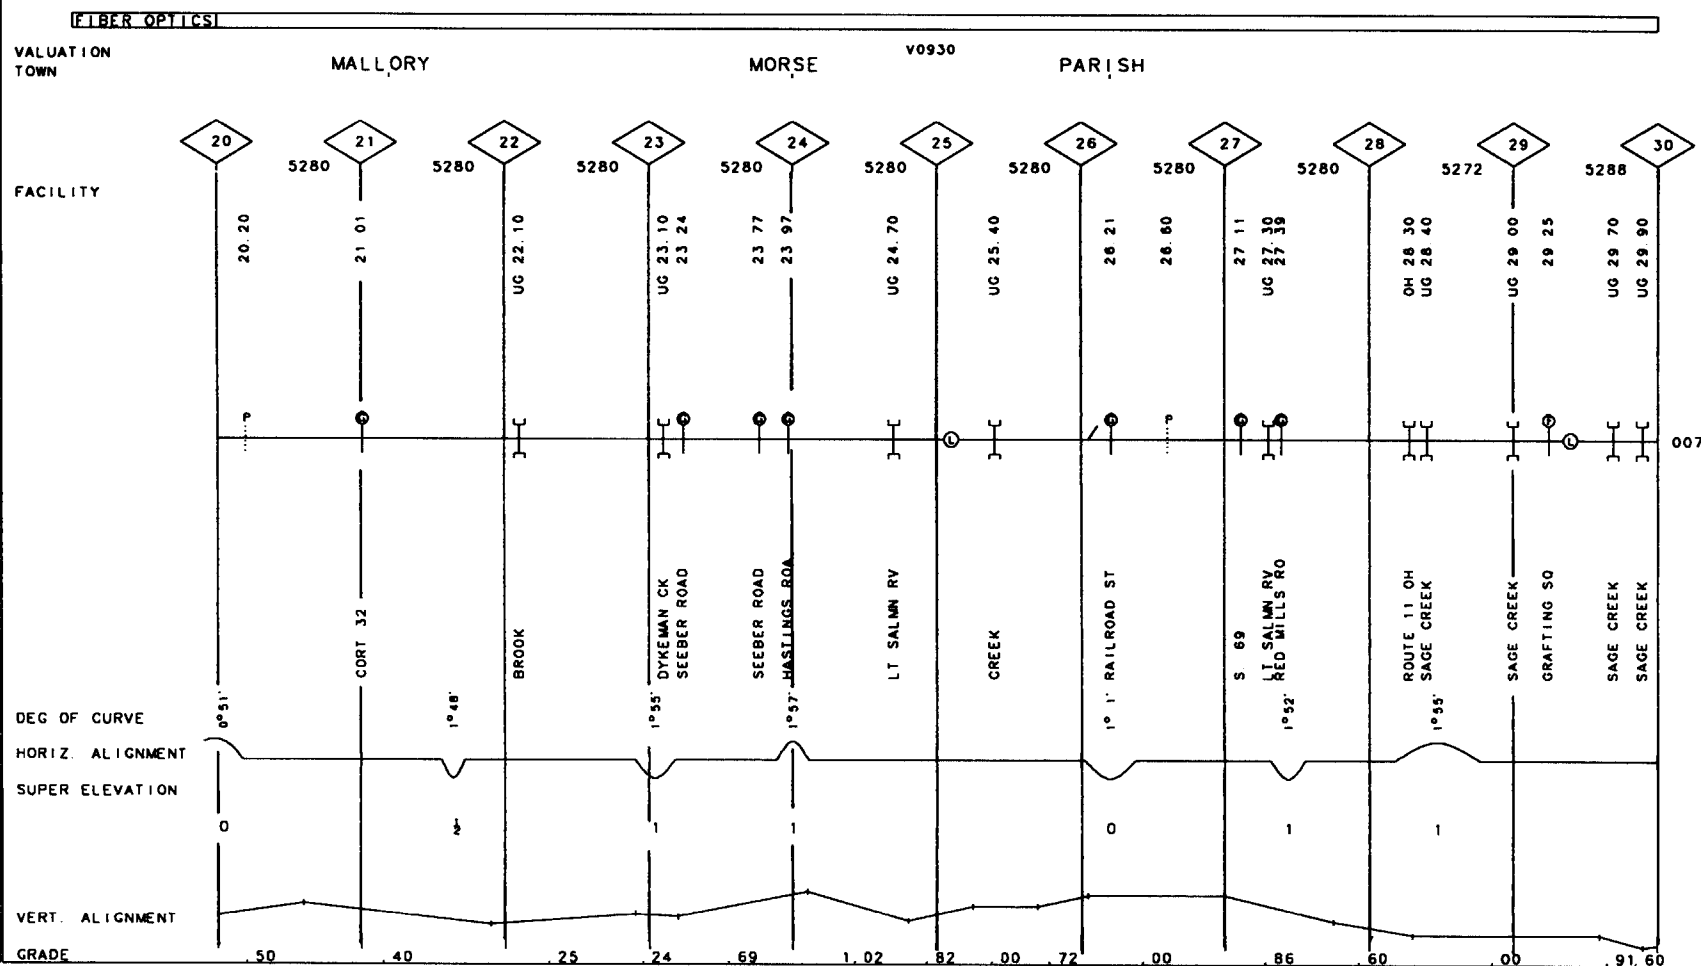 FIBER OPTICS
VALUATION V0930
TOWN MALLORY MORSE PARISH
20 21 22 23 24 25 26 27 28 29 30
5280 5280 5280 5280 5280 5280 5280 5280 5272 5288
FACILITY
20.20
21 01
UG 22.10
UG 23.10
23 24
23 77
23 97
UG 24.70
UG 25.40
26 21
26.60
27 11
UG 27.30
27 39
OH 28 30
UG 28.40
UG 29 00
29 25
UG 29 70
UG 29.90
P P
L L
007
CORT 32
BROOK
DYKEMAN CK
SEEBER ROAD
SEEBER ROAD
HASTINGS ROA
LT SALMN RV
CREEK
RAILROAD ST
S. 69
LT SALMN RV
RED MILLS RO
ROUTE 11 OH
SAGE CREEK
SAGE CREEK
GRAFTING SQ
SAGE CREEK
SAGE CREEK
DEG OF CURVE 0°51' 1°48' 1°55' 1°57' 1° 1' 1°52' 1°55'
HORIZ. ALIGNMENT
SUPER ELEVATION
0 ½ 1 1 0 1 1
VERT. ALIGNMENT
GRADE .50 .40 .25 .24 .69 1.02 .82 .00 .72 .00 .86 .60 .00 .91 .60